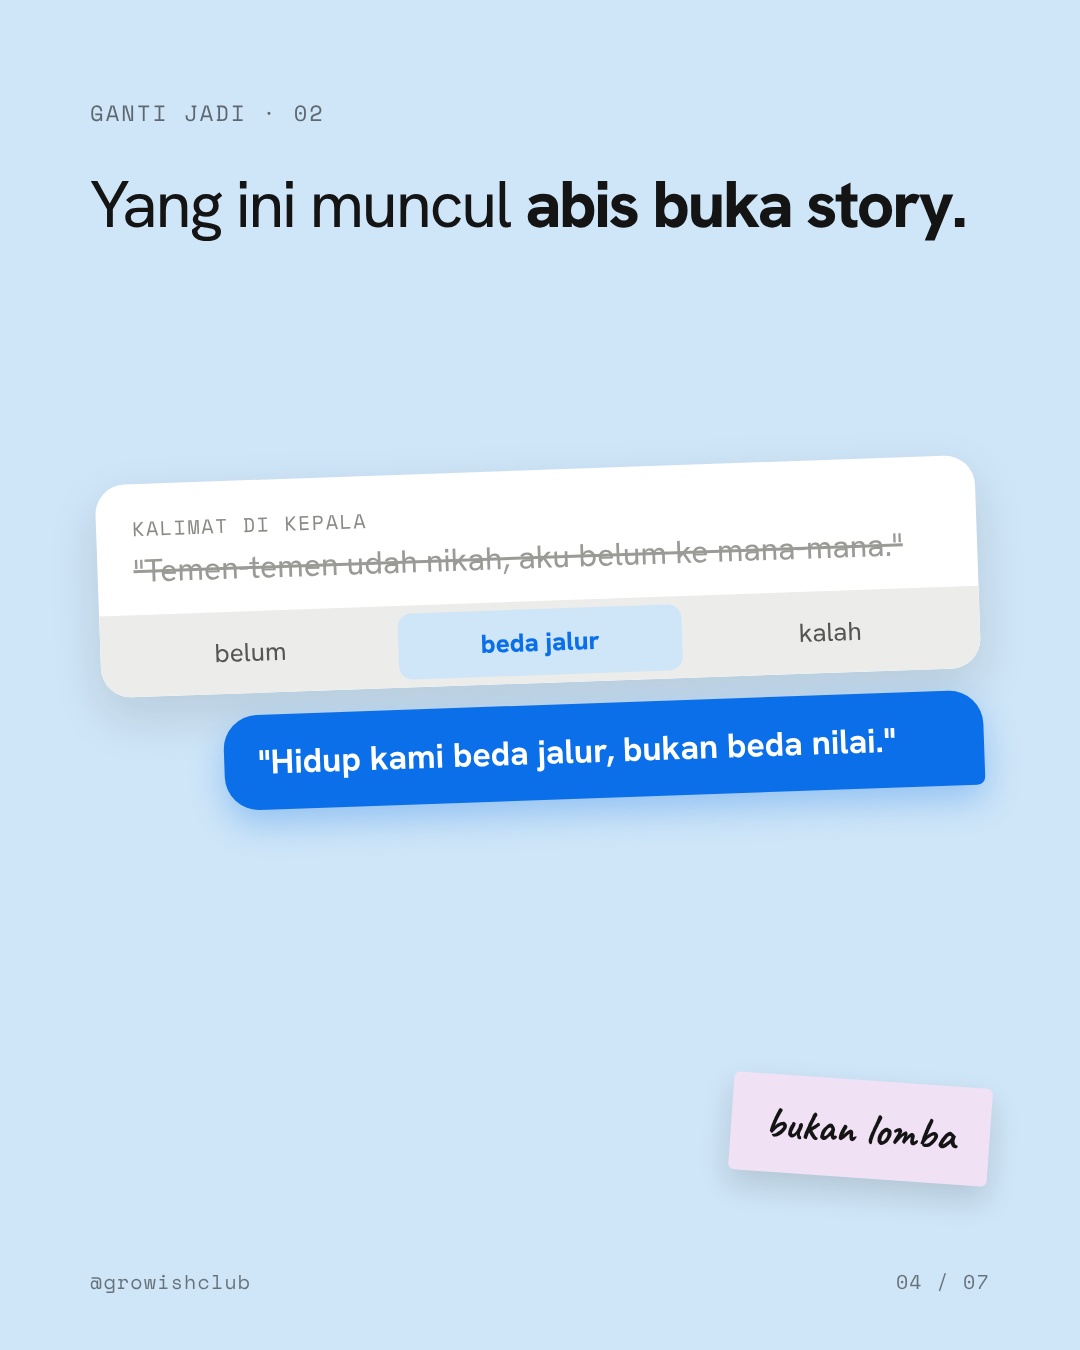 GANTI JADI · 02
Yang ini muncul abis buka story.
KALIMAT DI KEPALA
"Temen-temen udah nikah, aku belum ke mana-mana."
belum
beda jalur
kalah
"Hidup kami beda jalur, bukan beda nilai."
bukan lomba
@growishclub
04 / 07